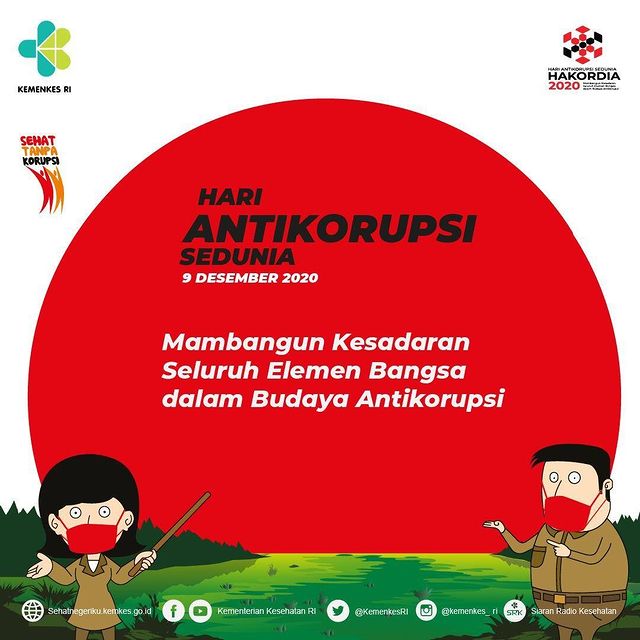 KEMENKES RI
HARI ANTIKORUPSI SEDUNIA
HAKORDIA
2020
SEHAT
TANPA
KORUPSI
HARI
ANTIKORUPSI
SEDUNIA
9 DESEMBER 2020
Mambangun Kesadaran
Seluruh Elemen Bangsa
dalam Budaya Antikorupsi
Sehatnegeriku.kemkes.go.id
Kementerian Kesehatan RI
@KemenkesRI
@kemenkes_ri
SRK
Siaran Radio Kesehatan